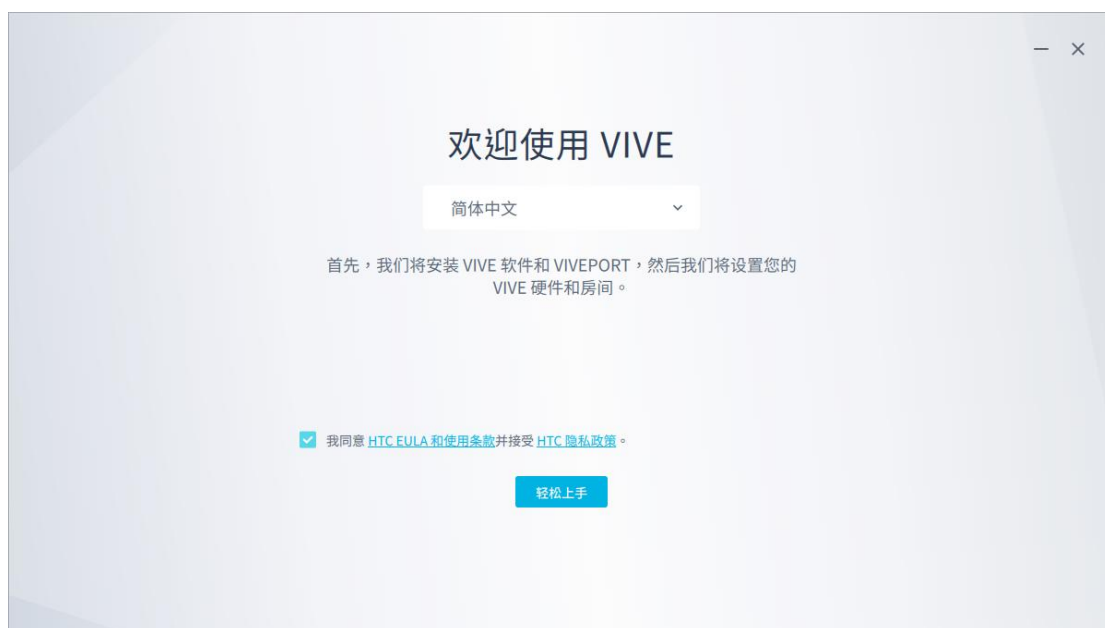 欢迎使用 VIVE
简体中文
首先，我们将安装 VIVE 软件和 VIVEPORT，然后我们将设置您的
VIVE 硬件和房间。
我同意 HTC EULA 和使用条款并接受 HTC 隐私政策。
轻松上手